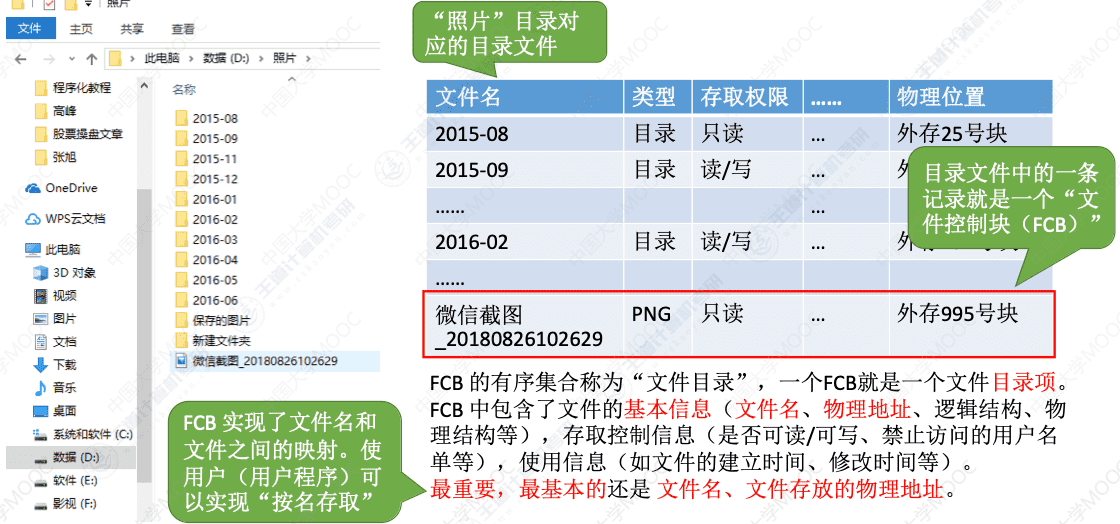 照片
文件 主页 共享 查看
此电脑 数据 (D:) 照片
程序化教程
高峰
股票操盘文章
张旭
OneDrive
WPS云文档
此电脑
3D 对象
视频
图片
文档
下载
音乐
桌面
系统和软件 (C:)
数据 (D:)
软件 (E:)
影视 (F:)
名称
2015-08
2015-09
2015-11
2015-12
2016-01
2016-02
2016-03
2016-04
2016-05
2016-06
保存的图片
新建文件夹
微信截图_20180826102629
“照片”目录对
应的目录文件
文件名 类型 存取权限 …… 物理位置
2015-08 目录 只读 ... 外存25号块
2015-09 目录 读/写 ... 外
…… ...
2016-02 目录 读/写 ... 外
……
微信截图 PNG 只读 ... 外存995号块
_20180826102629
目录文件中的一条
记录就是一个“文
件控制块（FCB）”
FCB 的有序集合称为“文件目录”，一个FCB就是一个文件目录项。
FCB 中包含了文件的基本信息（文件名、物理地址、逻辑结构、物
理结构等），存取控制信息（是否可读/可写、禁止访问的用户名
单等），使用信息（如文件的建立时间、修改时间等）。
最重要，最基本的还是 文件名、文件存放的物理地址。
FCB 实现了文件名和
文件之间的映射。使
用户（用户程序）可
以实现“按名存取”
中国大学MOOC
王道计算机考研